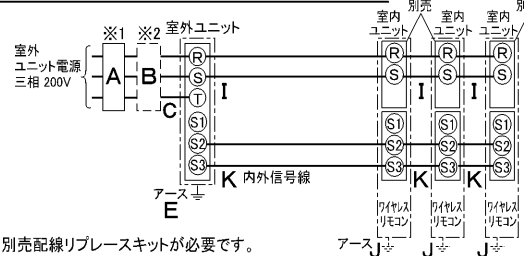 別売
別
※1 ※2 室外ユニット 室内ユニット 室内ユニット 室内ユニット
室外ユニット電源
三相 200V
A B C
R S T S1 S2 S3
I I I
R S R S R S
S1 S2 S3 S1 S2 S3 S1 S2 S3
K 内外信号線 K K
アース
E
ワイヤレスリモコン ワイヤレスリモコン ワイヤレスリモコン
別売配線リプレースキットが必要です。
アース J J J